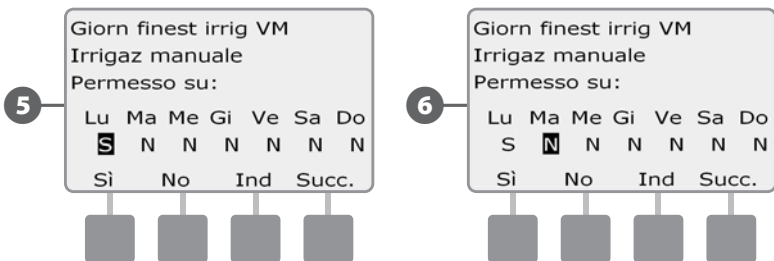 5
Giorn finest irrig VM
Irrigaz manuale
Permesso su:
Lu Ma Me Gi Ve Sa Do
S N N N N N N
Sì No Ind Succ.
6
Giorn finest irrig VM
Irrigaz manuale
Permesso su:
Lu Ma Me Gi Ve Sa Do
S N N N N N N
Sì No Ind Succ.